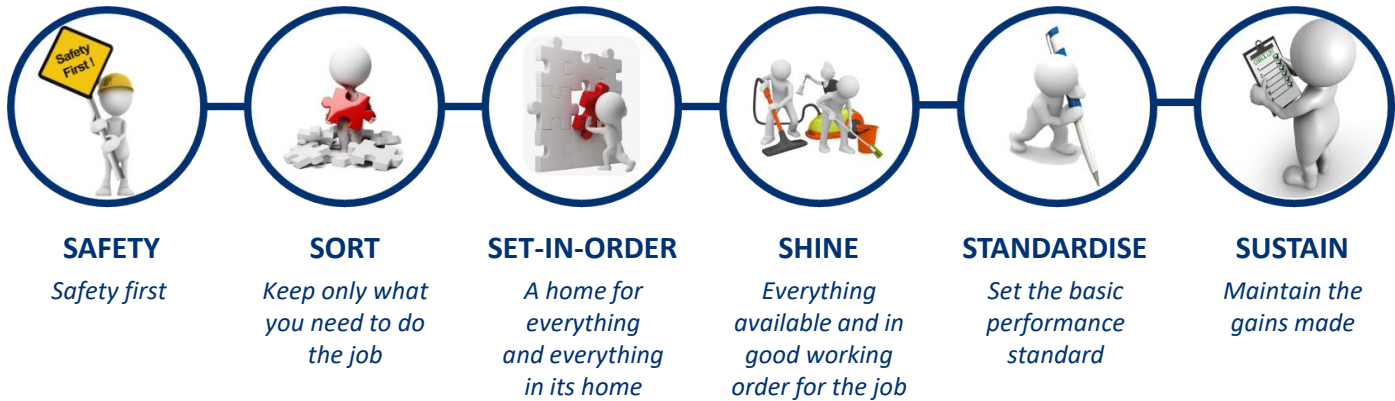 Safety
First !
CHECKLIST
SAFETY
Safety first
SORT
Keep only what
you need to do
the job
SET-IN-ORDER
A home for
everything
and everything
in its home
SHINE
Everything
available and in
good working
order for the job
STANDARDISE
Set the basic
performance
standard
SUSTAIN
Maintain the
gains made